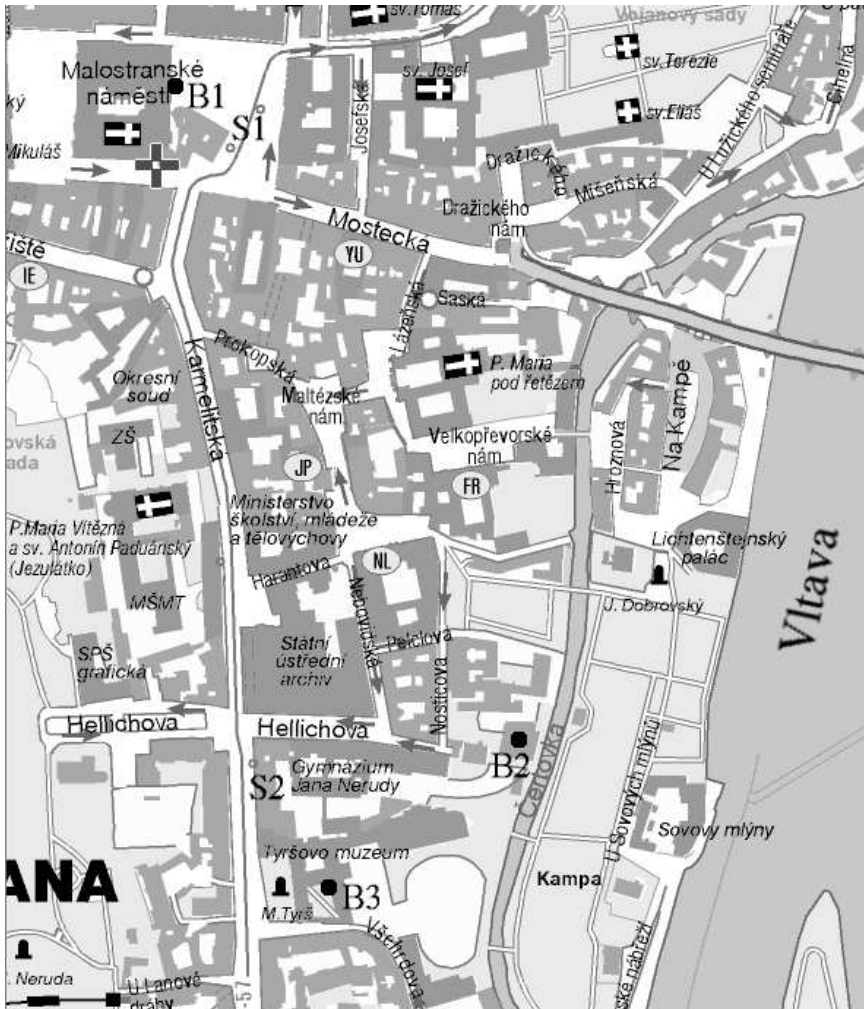 sv.Tomáš
Vojanovy sady
Malostranské
náměstí
B1
ký
sv. Josef
sv.Terezie
sv.Eliáš
U Lužického semináře
Cihelná
S1
Josefská
Mikuláš
Dražického
Míšeňská
Dražického
nám.
Mostecká
YU
IE
Lázeňská
Saská
Prokopská
Karmelitská
Okresní
soud
P. Maria
pod řetězem
Maltézské
nám.
Na Kampě
ZŠ
Velkopřevorské
nám.
Hroznová
JP
FR
Ministerstvo
školství, mládeže
a tělovýchovy
P.Maria Vítězná
a sv. Antonín Paduánský
(Jezulátko)
Lichtenštejnský
palác
NL
Harantova
Nebovidská
MŠMT
J. Dobrovský
Vltava
Pelclova
SPŠ
grafická
Státní
ústřední
archiv
Nosticova
Hellichova
Hellichova
B2
Čertovka
S2
Gymnázium
Jana Nerudy
U Sovových mlýnů
Sovovy mlýny
Tyršovo muzeum
ANA
Kampa
B3
M.Tyrš
Všehrdova
. Neruda
U Lanové
dráhy
-57
ské nábřeží